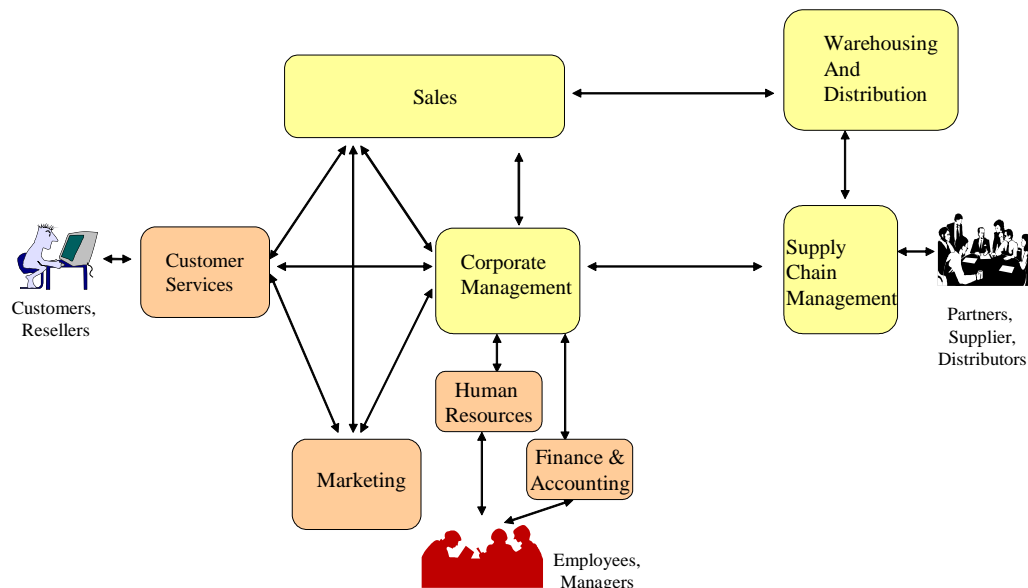 Sales
Warehousing
And
Distribution
Customer
Services
Corporate
Management
Supply
Chain
Management
Customers,
Resellers
Partners,
Supplier,
Distributors
Human
Resources
Marketing
Finance &
Accounting
Employees,
Managers